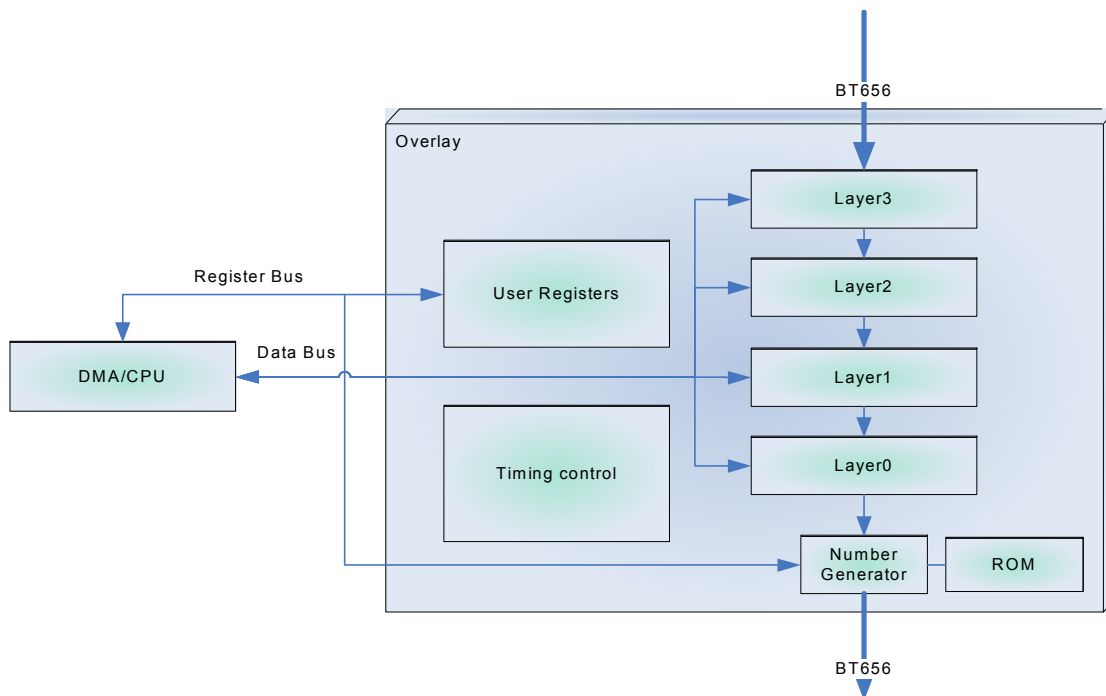 BT656
Overlay
Layer3
Register Bus
User Registers
Layer2
Data Bus
DMA/CPU
Layer1
Timing control
Layer0
Number
Generator
ROM
BT656